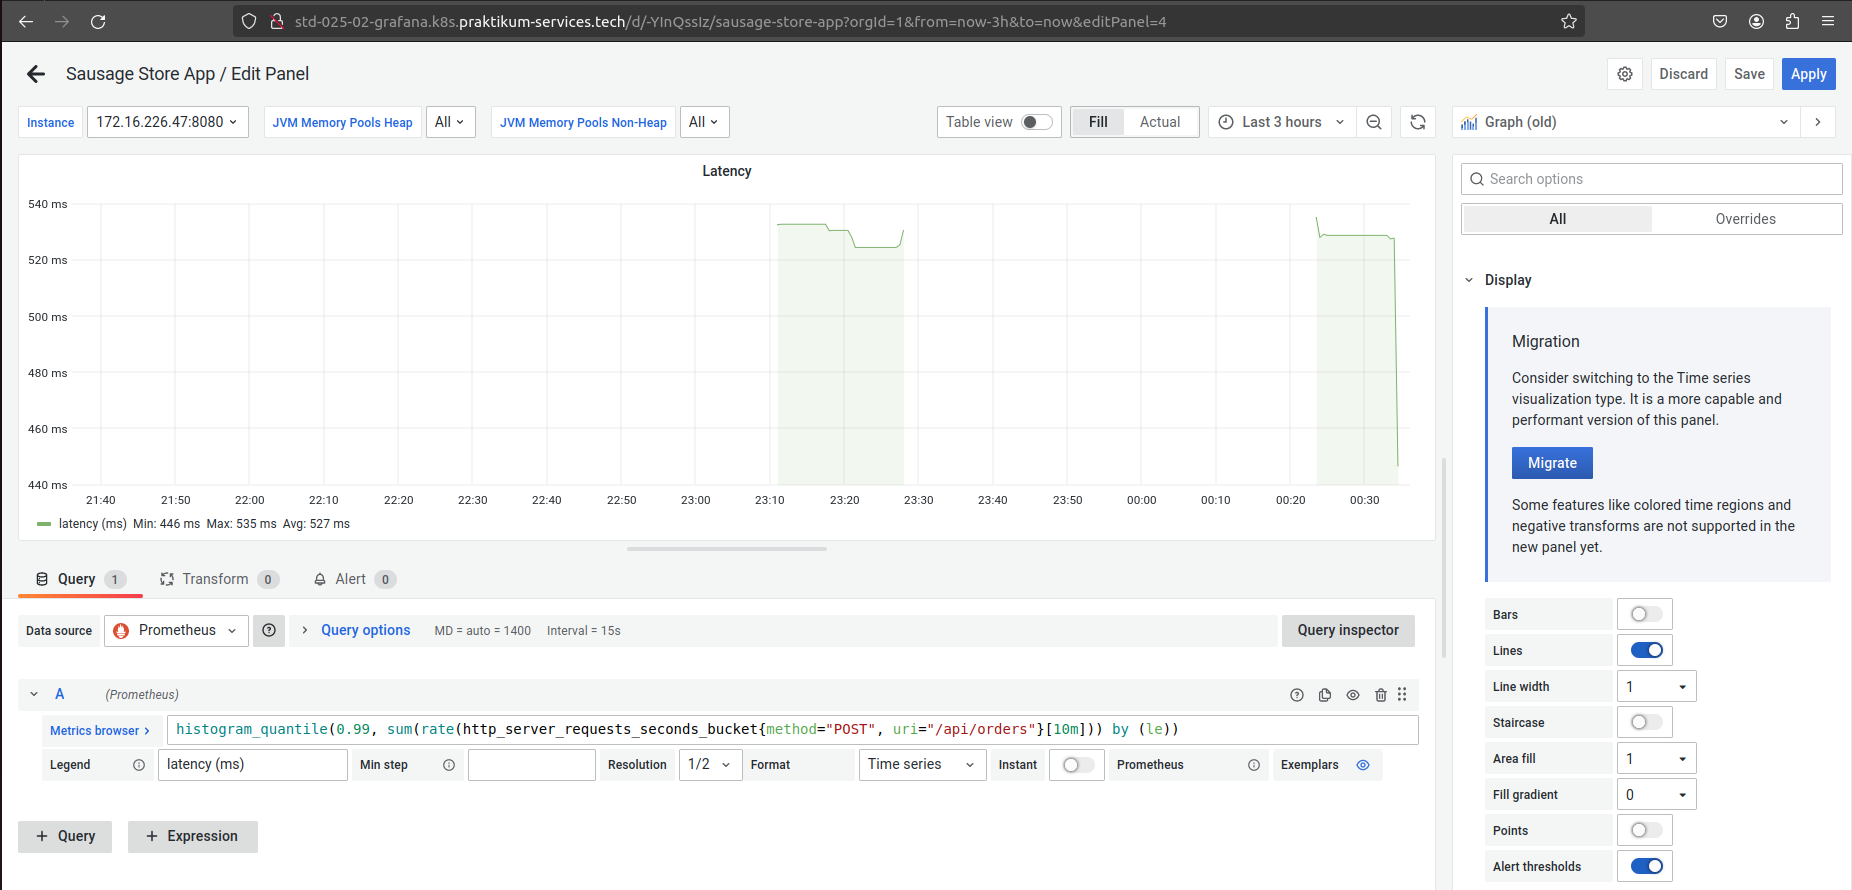 std-025-02-grafana.k8s.praktikum-services.tech/d/-YInQssIz/sausage-store-app?orgId=1&from=now-3h&to=now&editPanel=4
Sausage Store App / Edit Panel
Discard
Save
Apply
Instance
172.16.226.47:8080
JVM Memory Pools Heap
All
JVM Memory Pools Non-Heap
All
Table view
Fill
Actual
Last 3 hours
Graph (old)
Latency
540 ms
520 ms
500 ms
480 ms
460 ms
440 ms
21:40 21:50 22:00 22:10 22:20 22:30 22:40 22:50 23:00 23:10 23:20 23:30 23:40 23:50 00:00 00:10 00:20 00:30
latency (ms) Min: 446 ms Max: 535 ms Avg: 527 ms
Search options
All
Overrides
Display
Migration
Consider switching to the Time series
visualization type. It is a more capable and
performant version of this panel.
Migrate
Some features like colored time regions and
negative transforms are not supported in the
new panel yet.
Bars
Lines
Line width
1
Staircase
Area fill
1
Fill gradient
0
Points
Alert thresholds
Query 1
Transform 0
Alert 0
Data source
Prometheus
Query options
MD = auto = 1400
Interval = 15s
Query inspector
A
(Prometheus)
Metrics browser
histogram_quantile(0.99, sum(rate(http_server_requests_seconds_bucket{method="POST", uri="/api/orders"}[10m])) by (le))
Legend
latency (ms)
Min step
Resolution
1/2
Format
Time series
Instant
Prometheus
Exemplars
+ Query
+ Expression